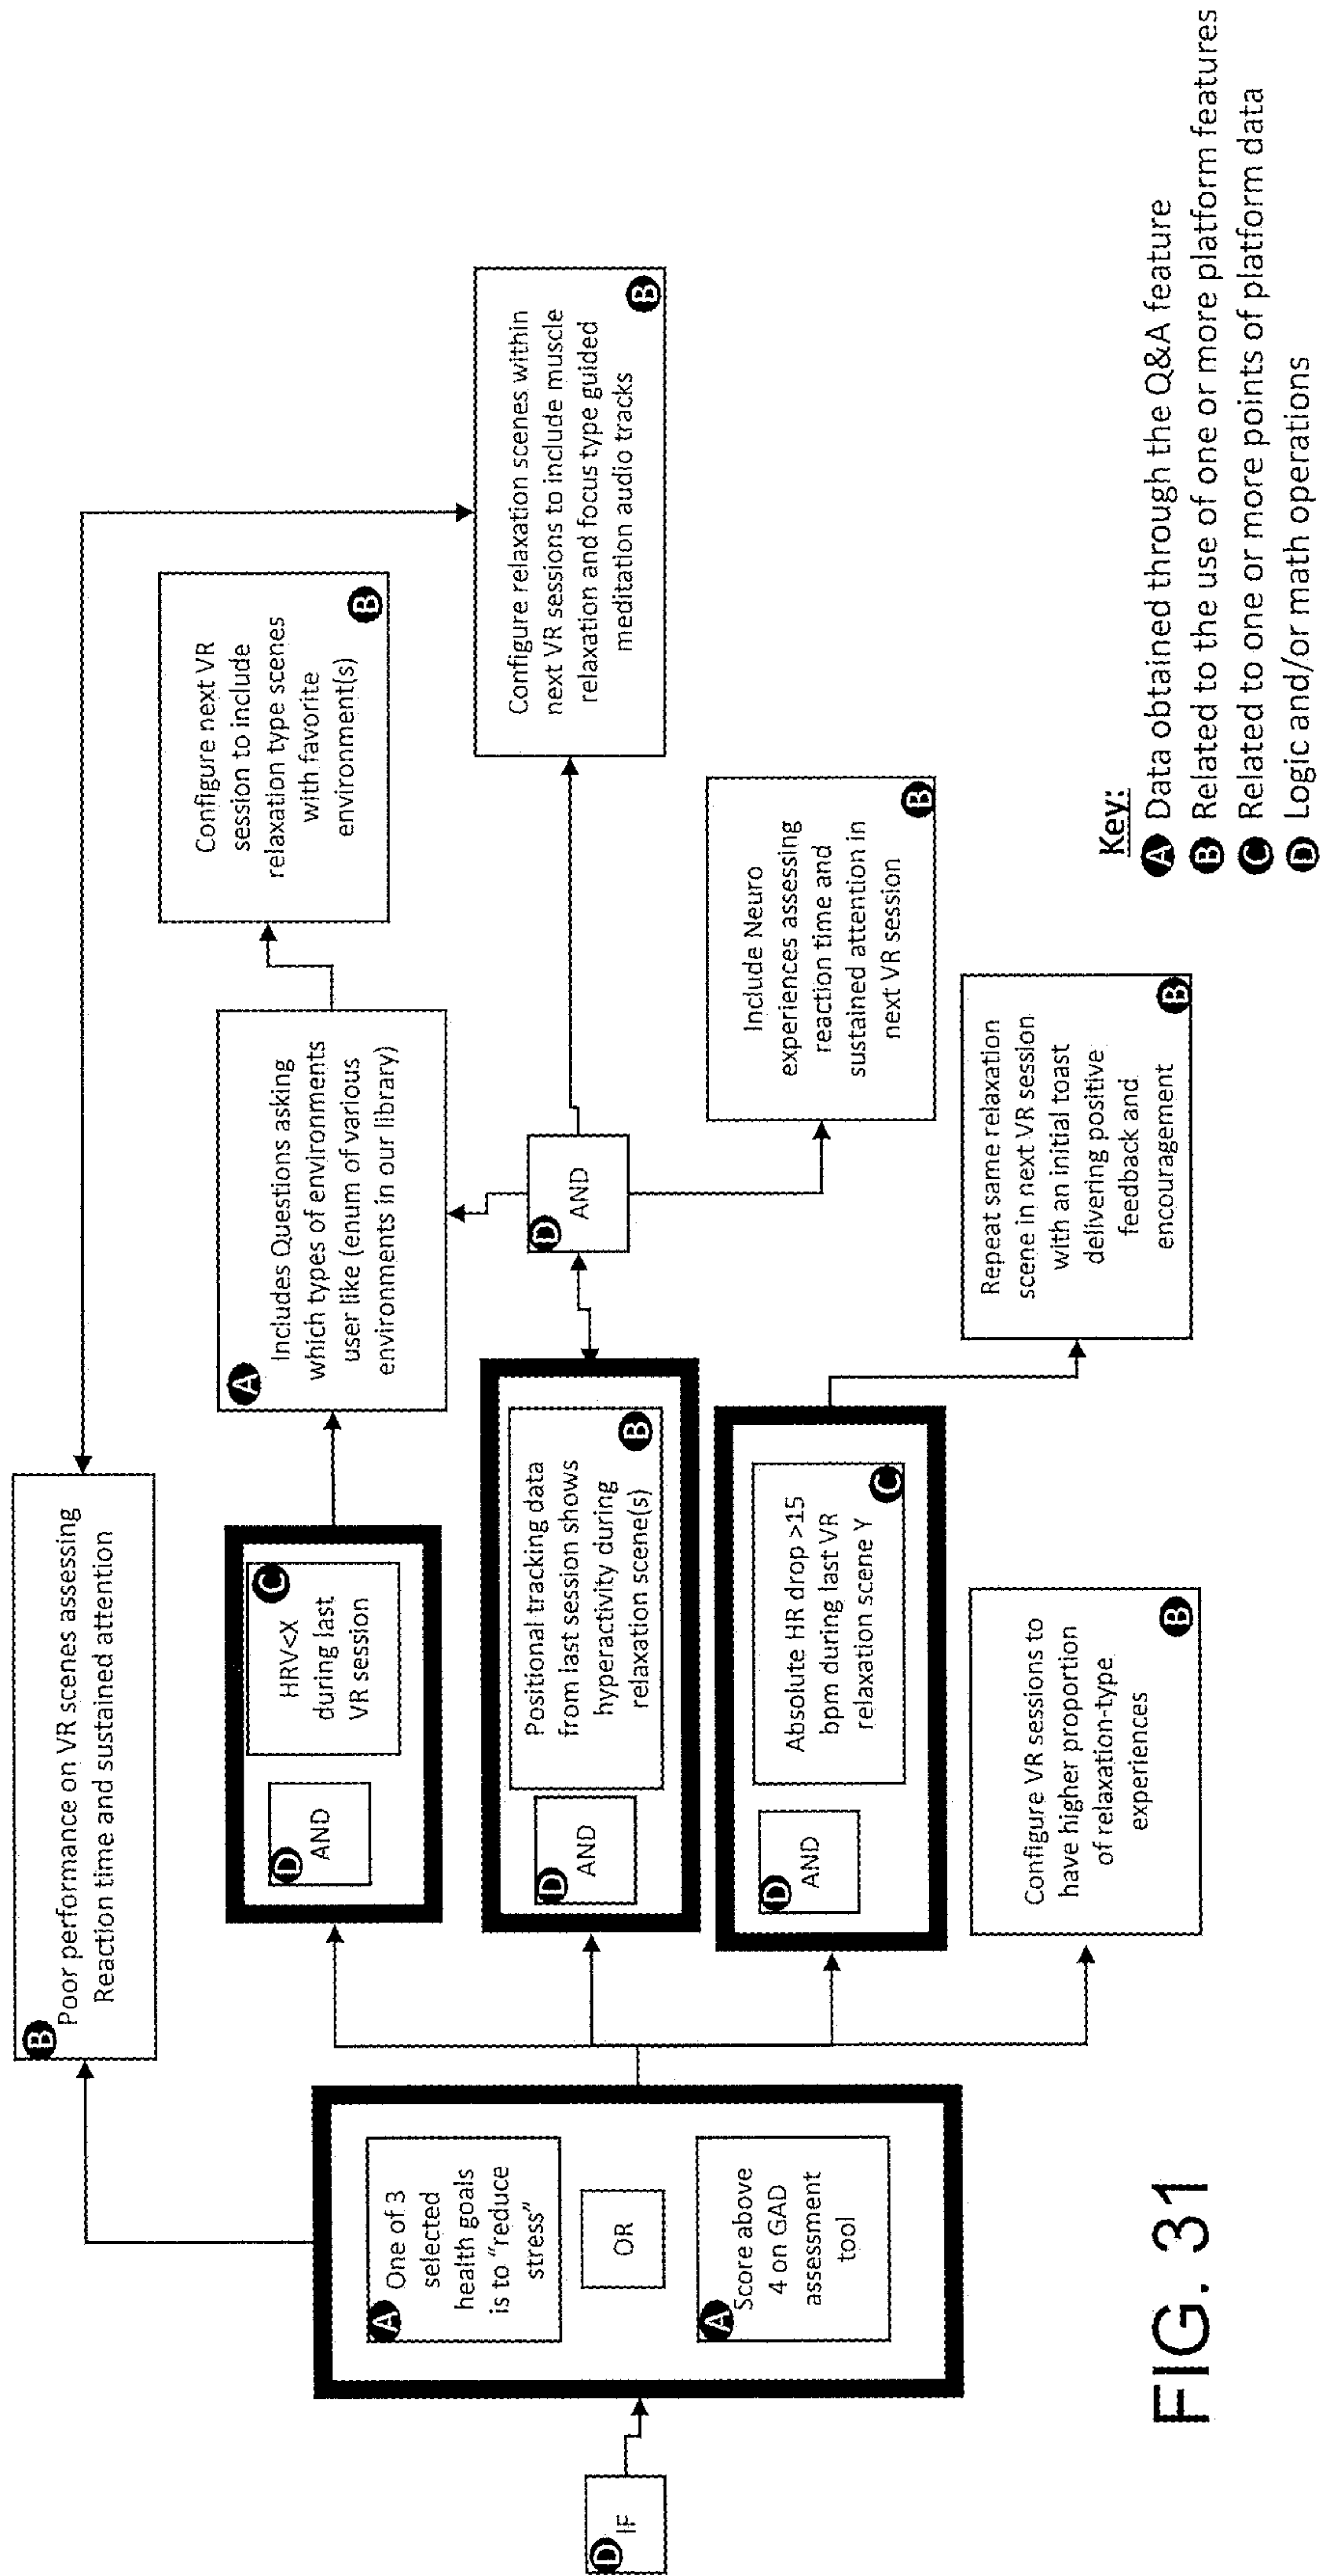 D
IF
A
One of 3
selected
health goals
is to “reduce
stress”
OR
A
Score above
4 on GAD
assessment
tool
B
Poor performance on VR scenes assessing
Reaction time and sustained attention
D
AND
C
HRV<X
during last
VR session
D
AND
Positional tracking data
from last session shows
hyperactivity during
relaxation scene(s)
B
D
AND
Absolute HR drop >15
bpm during last VR
relaxation scene Y
C
Configure VR sessions to
have higher proportion
of relaxation-type
experiences
B
A
Includes Questions asking
which types of environments
user like (enum of various
environments in our library)
D
AND
Repeat same relaxation
scene in next VR session
with an initial toast
delivering positive
feedback and
encouragement
B
Configure next VR
session to include
relaxation type scenes
with favorite
environment(s)
B
Include Neuro
experiences assessing
reaction time and
sustained attention in
next VR session
B
Configure relaxation scenes within
next VR sessions to include muscle
relaxation and focus type guided
meditation audio tracks
B
Key:
A Data obtained through the Q&A feature
B Related to the use of one or more platform features
C Related to one or more points of platform data
D Logic and/or math operations
FIG. 31